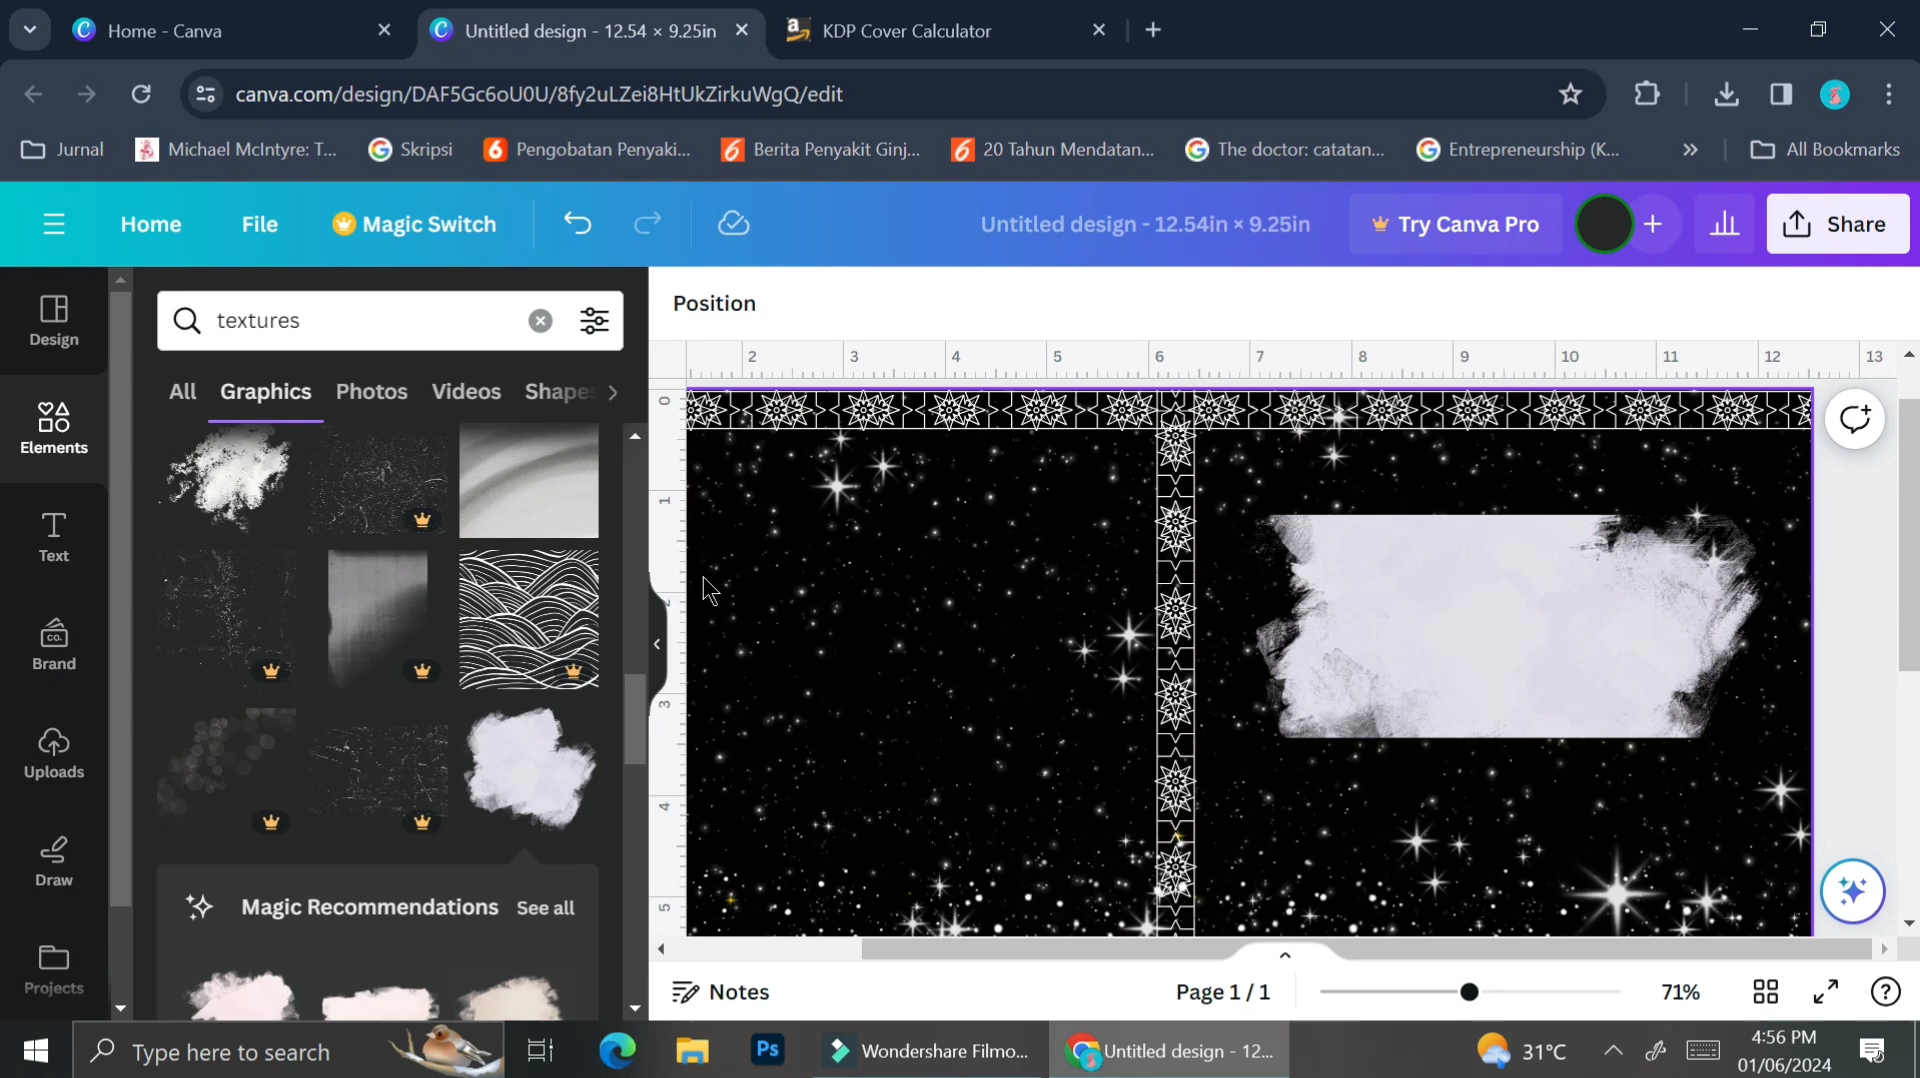 Home - Canva
Untitled design - 12.54 × 9.25in
KDP Cover Calculator
canva.com/design/DAF5Gc6oU0U/8fy2uLZei8HtUkZirkuWgQ/edit
Jurnal
Michael McIntyre: T...
Skripsi
Pengobatan Penyaki...
Berita Penyakit Ginj...
20 Tahun Mendatan...
The doctor: catatan...
Entrepreneurship (K...
»
All Bookmarks
Home
File
Magic Switch
Untitled design - 12.54in × 9.25in
Try Canva Pro
Share
Design
Elements
Text
Brand
Uploads
Draw
Projects
textures
All
Graphics
Photos
Videos
Shapes
Position
2 3 4 5 6 7 8 9 10 11 12 13
0
1
2
3
4
5
CO.
Magic Recommendations
See all
Notes
Page 1 / 1
71%
Type here to search
Ps
Wondershare Filmo...
Untitled design - 12...
31°C
4:56 PM
01/06/2024